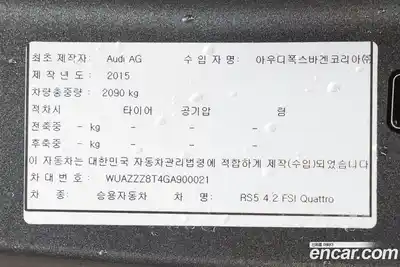 최초 제작자: Audi AG 수 입 자 명: 아우디폭스바겐코리아㈜
제 작 년 도 : 2015
차량총중량 : 2090 kg
적차시 타이어 공기압 림
전축중 - kg - - -
후축중 - kg - - -
이 자동차는 대한민국 자동차관리법령에 적합하게 제작(수입)되었습니다
차 대 번 호 : WUAZZZ8T4GA900021
차 종: 승용자동차 차 명: RS5 4.2 FSI Quattro
encar.com